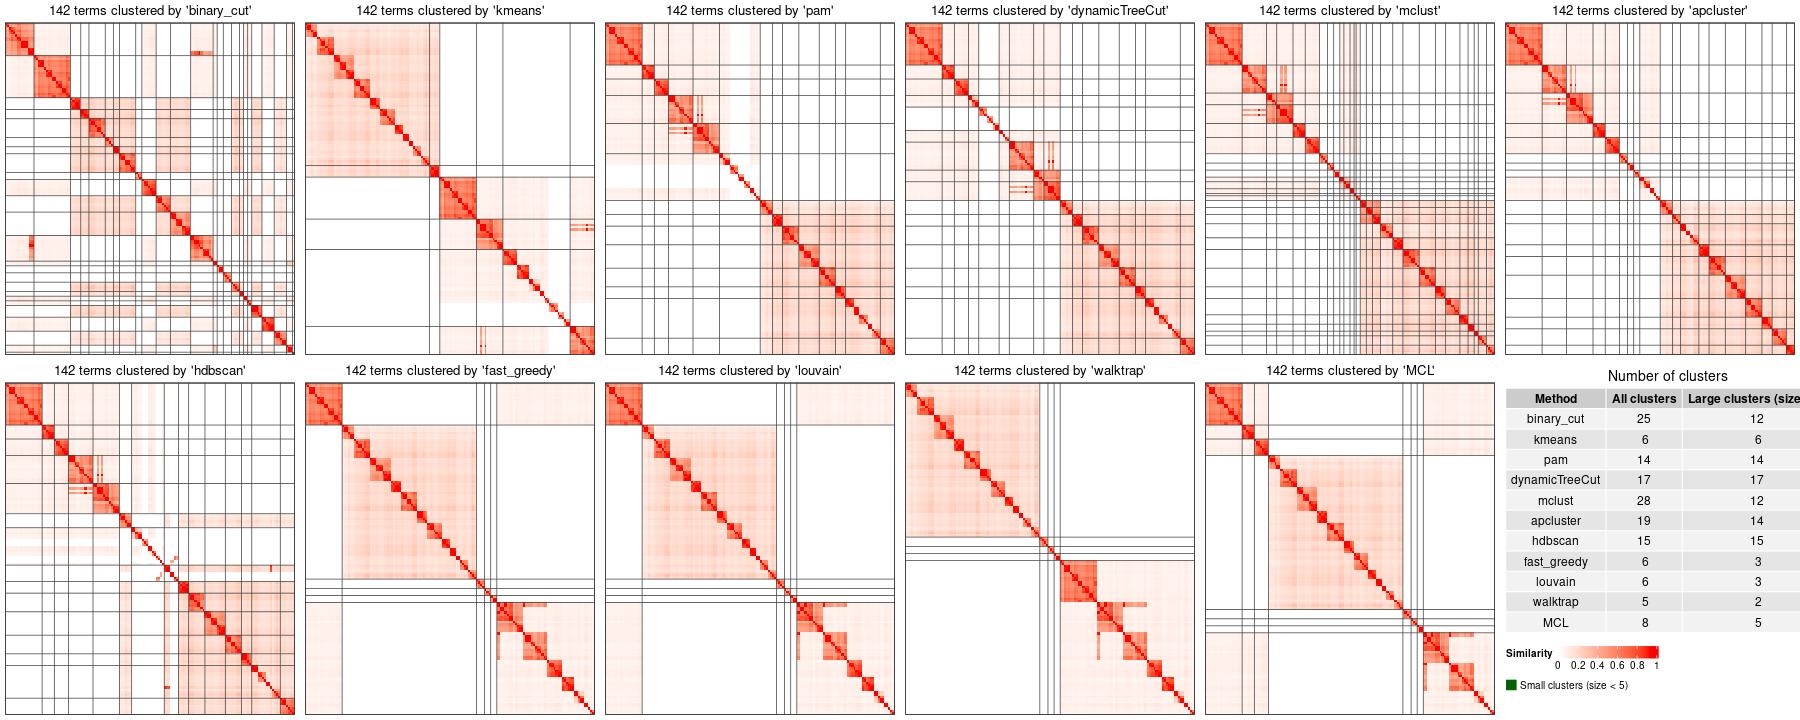 142 terms clustered by 'binary_cut'
142 terms clustered by 'kmeans'
142 terms clustered by 'pam'
142 terms clustered by 'dynamicTreeCut'
142 terms clustered by 'mclust'
142 terms clustered by 'apcluster'
142 terms clustered by 'hdbscan'
142 terms clustered by 'fast_greedy'
142 terms clustered by 'louvain'
142 terms clustered by 'walktrap'
142 terms clustered by 'MCL'
Number of clusters
Method All clusters Large clusters (size
binary_cut 25 12
kmeans 6 6
pam 14 14
dynamicTreeCut 17 17
mclust 28 12
apcluster 19 14
hdbscan 15 15
fast_greedy 6 3
louvain 6 3
walktrap 5 2
MCL 8 5
Similarity
0 0.2 0.4 0.6 0.8 1
Small clusters (size < 5)